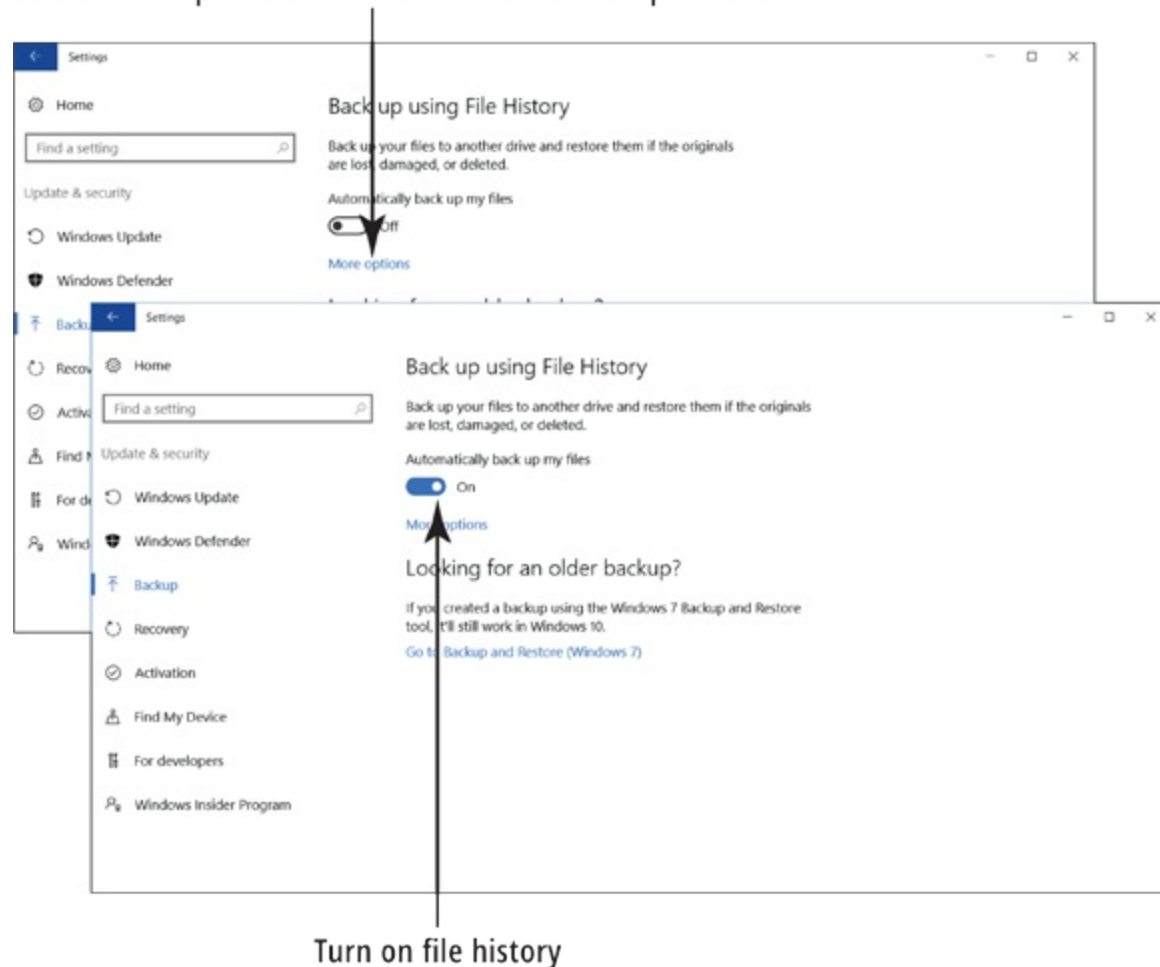 Settings
Home
Find a setting
Update & security
Windows Update
Windows Defender
Back up using File History
Back up your files to another drive and restore them if the originals
are lost, damaged, or deleted.
Automatically back up my files
Off
More options
Settings
Home
Find a setting
Update & security
Windows Update
Windows Defender
Backup
Recovery
Activation
Find My Device
For developers
Windows Insider Program
Back up using File History
Back up your files to another drive and restore them if the originals
are lost, damaged, or deleted.
Automatically back up my files
On
More options
Looking for an older backup?
If you created a backup using the Windows 7 Backup and Restore
tool, it'll still work in Windows 10.
Go to Backup and Restore (Windows 7)
Turn on file history